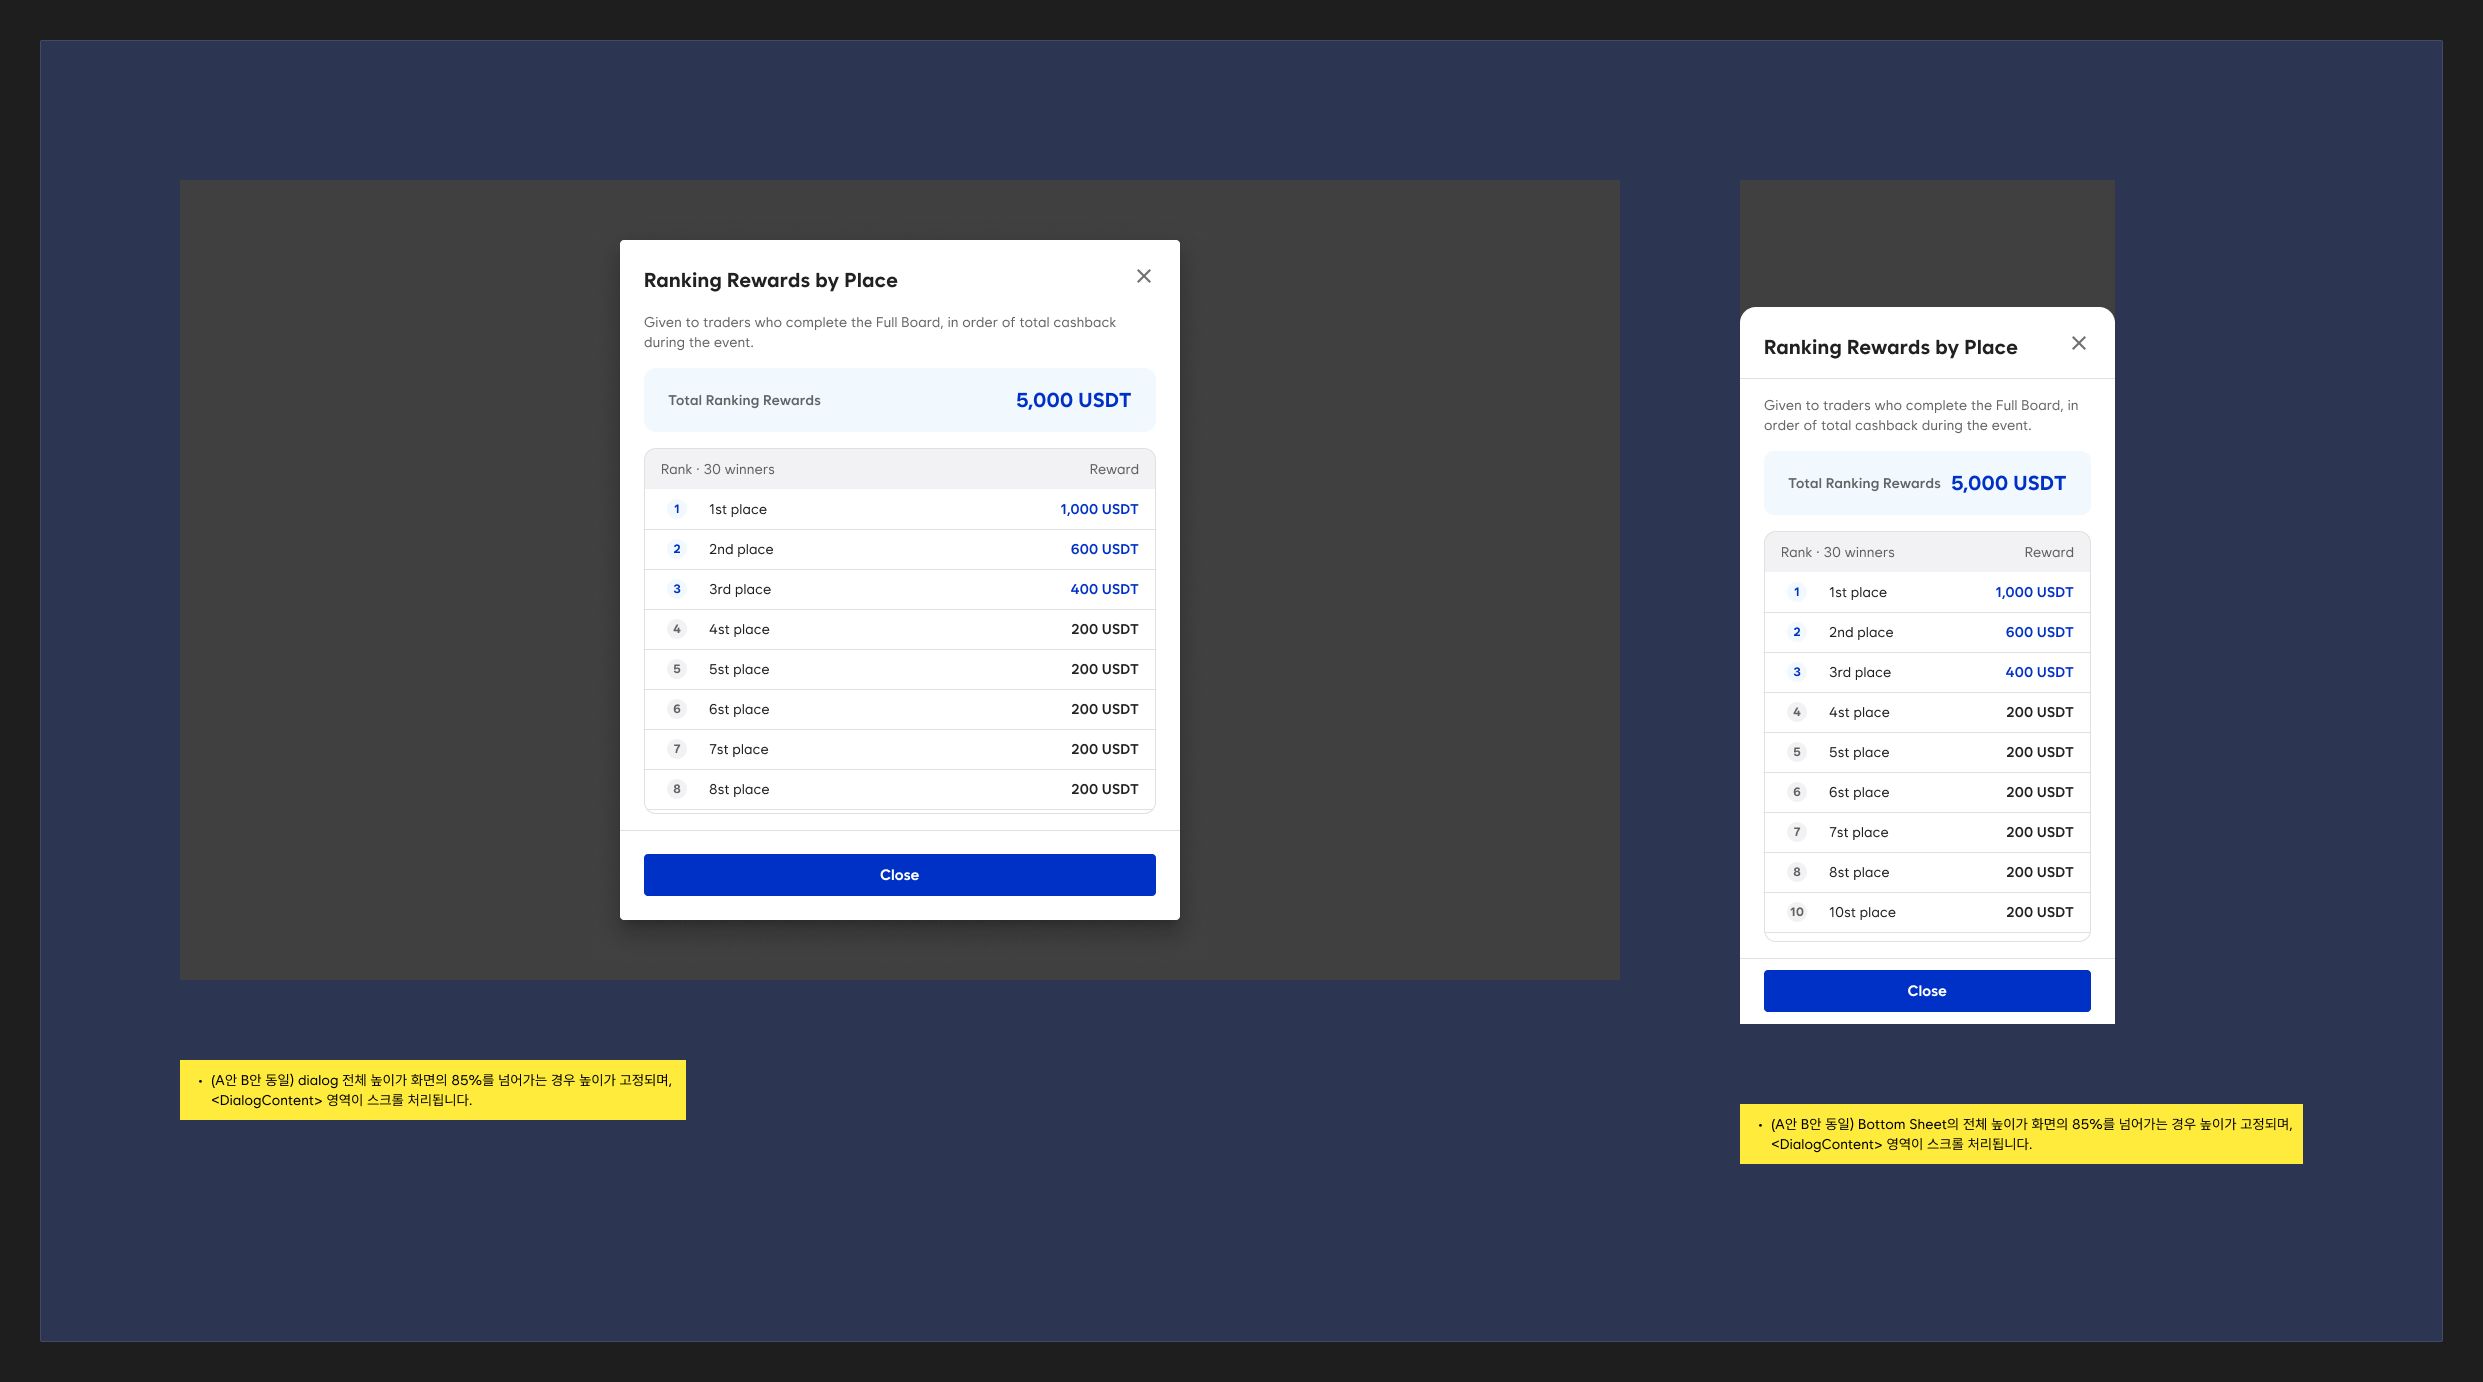 Ranking Rewards by Place
Given to traders who complete the Full Board, in order of total cashback
during the event.
Total Ranking Rewards 5,000 USDT
Rank · 30 winners Reward
1 1st place 1,000 USDT
2 2nd place 600 USDT
3 3rd place 400 USDT
4 4st place 200 USDT
5 5st place 200 USDT
6 6st place 200 USDT
7 7st place 200 USDT
8 8st place 200 USDT
Close
• (A안 B안 동일) dialog 전체 높이가 화면의 85%를 넘어가는 경우 높이가 고정되며,
<DialogContent> 영역이 스크롤 처리됩니다.
Ranking Rewards by Place
Given to traders who complete the Full Board, in
order of total cashback during the event.
Total Ranking Rewards 5,000 USDT
Rank · 30 winners Reward
1 1st place 1,000 USDT
2 2nd place 600 USDT
3 3rd place 400 USDT
4 4st place 200 USDT
5 5st place 200 USDT
6 6st place 200 USDT
7 7st place 200 USDT
8 8st place 200 USDT
10 10st place 200 USDT
Close
• (A안 B안 동일) Bottom Sheet의 전체 높이가 화면의 85%를 넘어가는 경우 높이가 고정되며,
<DialogContent> 영역이 스크롤 처리됩니다.